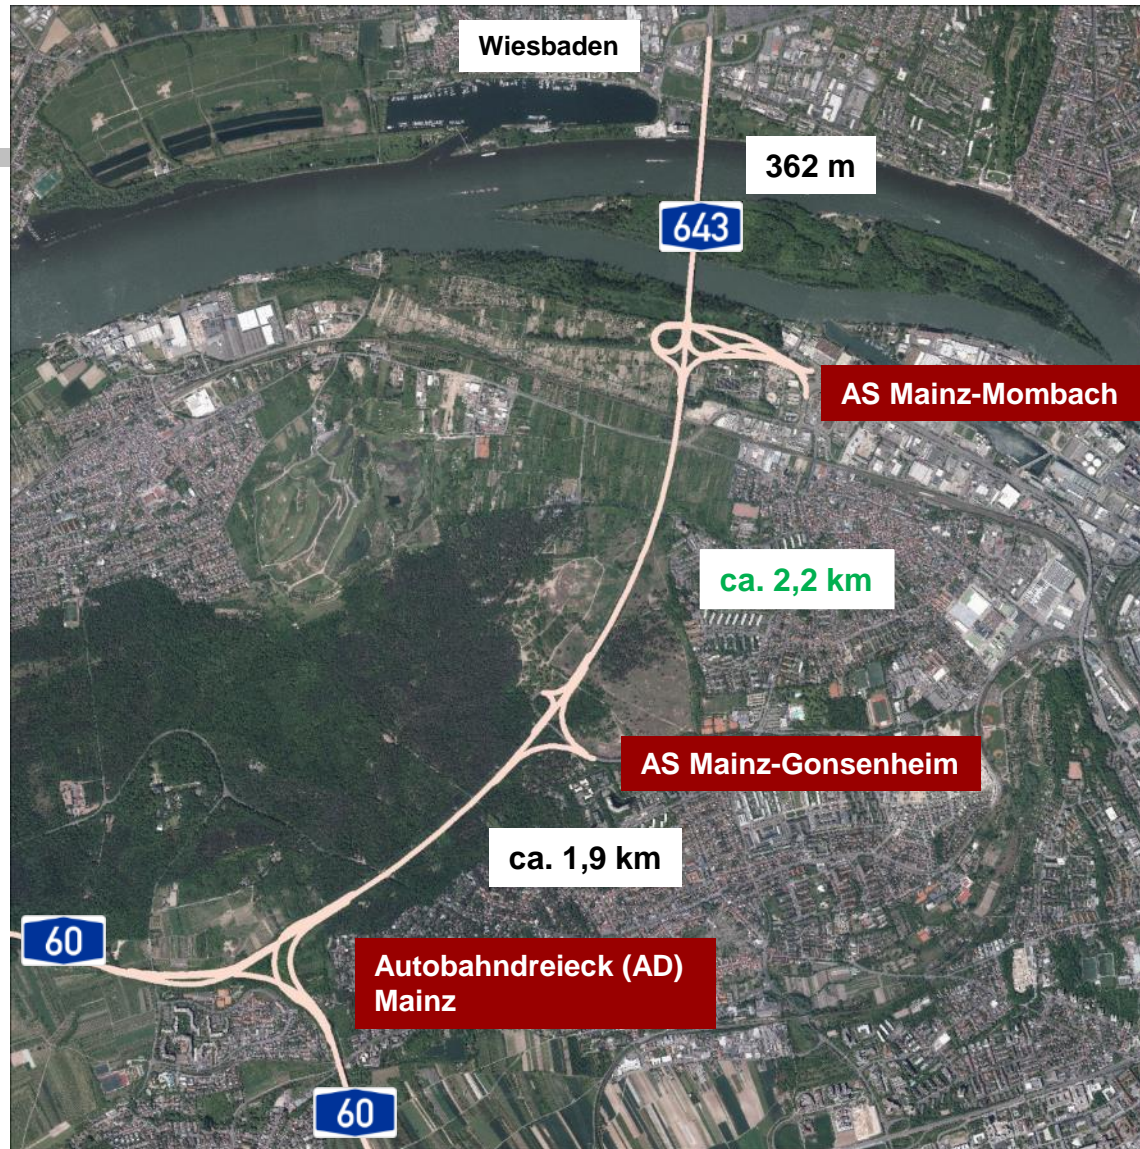 Wiesbaden
362 m
643
AS Mainz-Mombach
ca. 2,2 km
AS Mainz-Gonsenheim
ca. 1,9 km
60
Autobahndreieck (AD)
Mainz
60